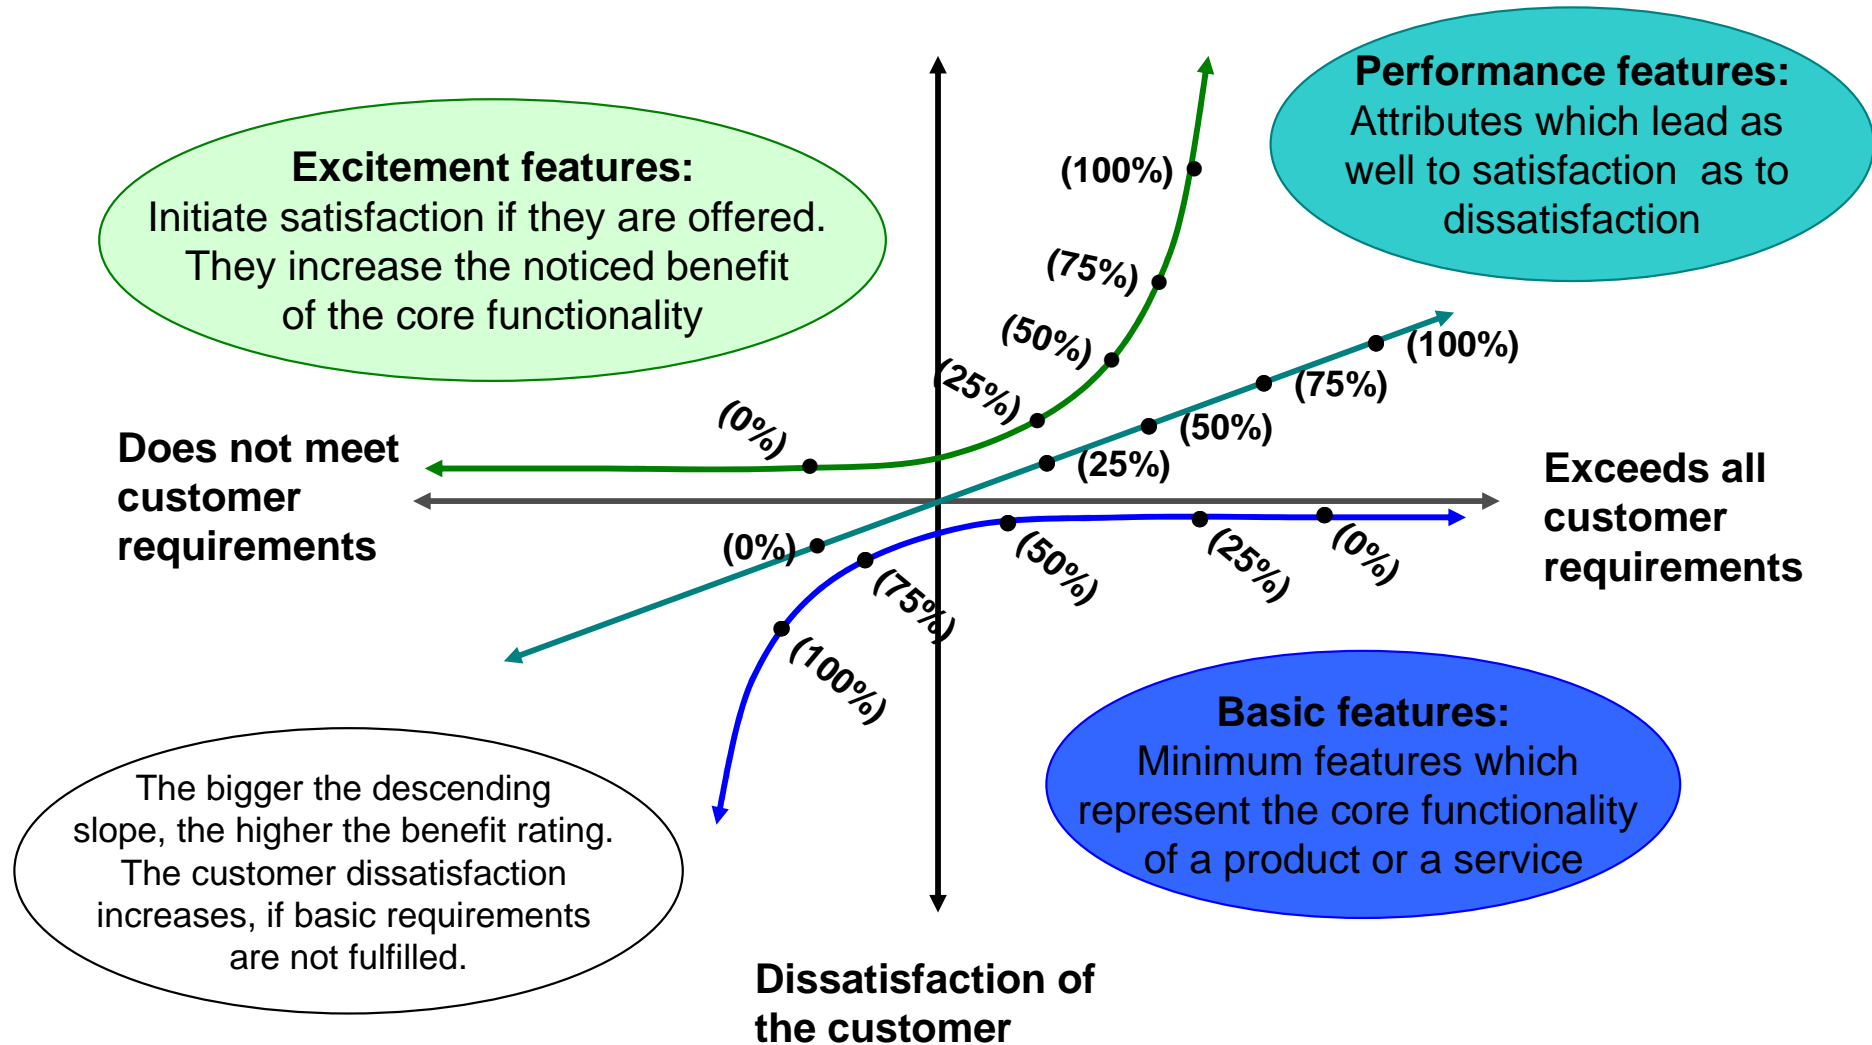 Performance features:
Attributes which lead as
well to satisfaction as to
dissatisfaction
Excitement features:
Initiate satisfaction if they are offered.
They increase the noticed benefit
of the core functionality
(100%)
(75%)
(50%)
(25%)
(0%)
(100%)
(75%)
(50%)
(25%)
(0%)
Does not meet
customer
requirements
Exceeds all
customer
requirements
(0%)
(25%)
(50%)
(75%)
(100%)
Basic features:
Minimum features which
represent the core functionality
of a product or a service
The bigger the descending
slope, the higher the benefit rating.
The customer dissatisfaction
increases, if basic requirements
are not fulfilled.
Dissatisfaction of
the customer